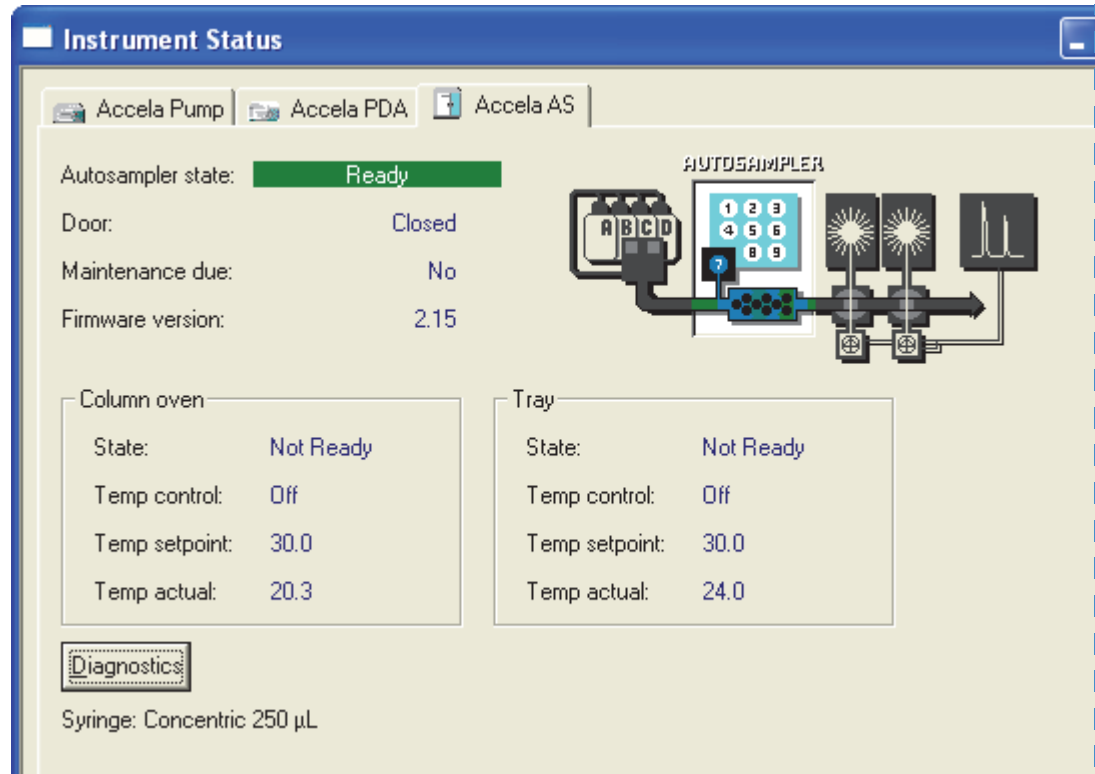 Instrument Status
Accela Pump Accela PDA Accela AS
Autosampler state: Ready
Door: Closed
Maintenance due: No
Firmware version: 2.15
AUTOSAMPLER
A B C D
1 2 3
4 5 6
8 9
7
Column oven
State: Not Ready
Temp control: Off
Temp setpoint: 30.0
Temp actual: 20.3
Tray
State: Not Ready
Temp control: Off
Temp setpoint: 30.0
Temp actual: 24.0
Diagnostics
Syringe: Concentric 250 µL